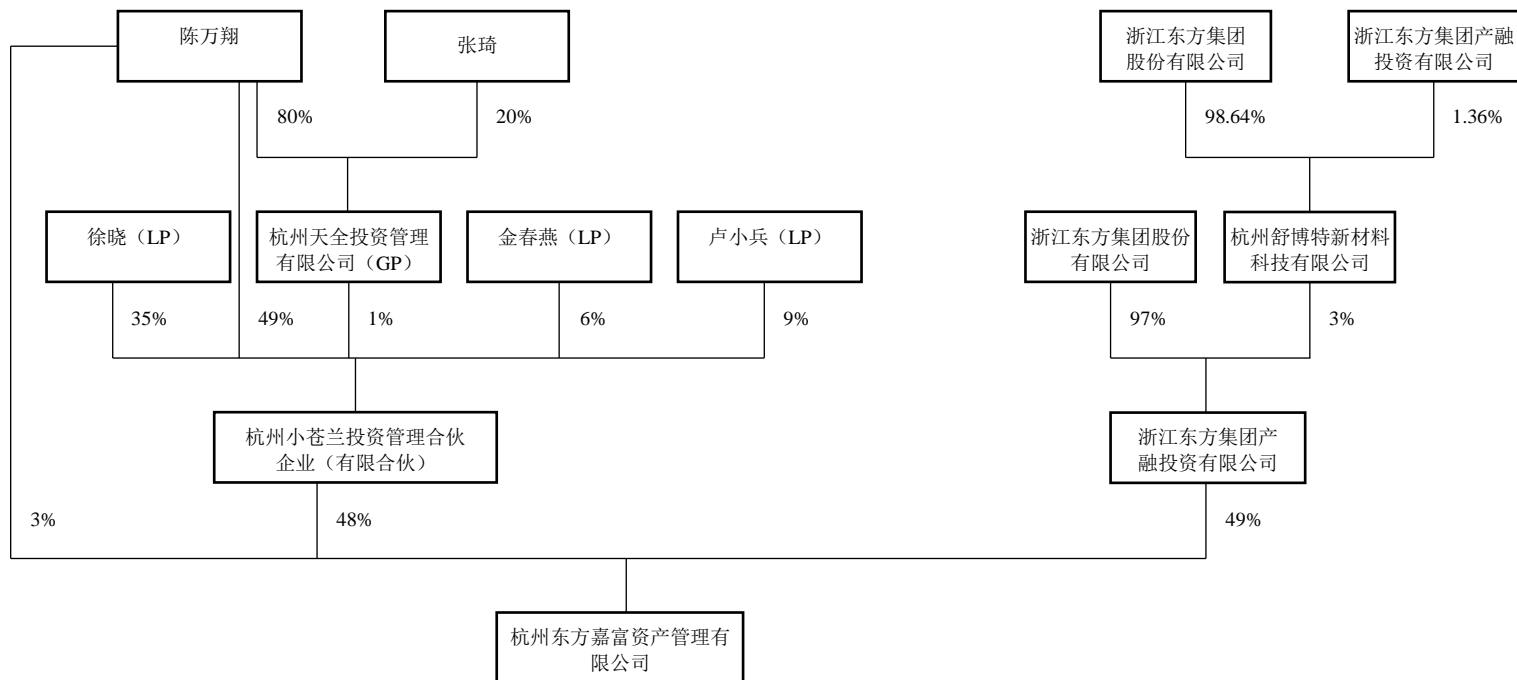 陈万翔
张琦
浙江东方集团
股份有限公司
浙江东方集团产融
投资有限公司
80%
20%
98.64%
1.36%
徐晓（LP）
杭州天全投资管理
有限公司（GP）
金春燕（LP）
卢小兵（LP）
浙江东方集团股份
有限公司
杭州舒博特新材料
科技有限公司
35%
49%
1%
6%
9%
97%
3%
杭州小苍兰投资管理合伙
企业（有限合伙）
浙江东方集团产
融投资有限公司
3%
48%
49%
杭州东方嘉富资产管理有
限公司